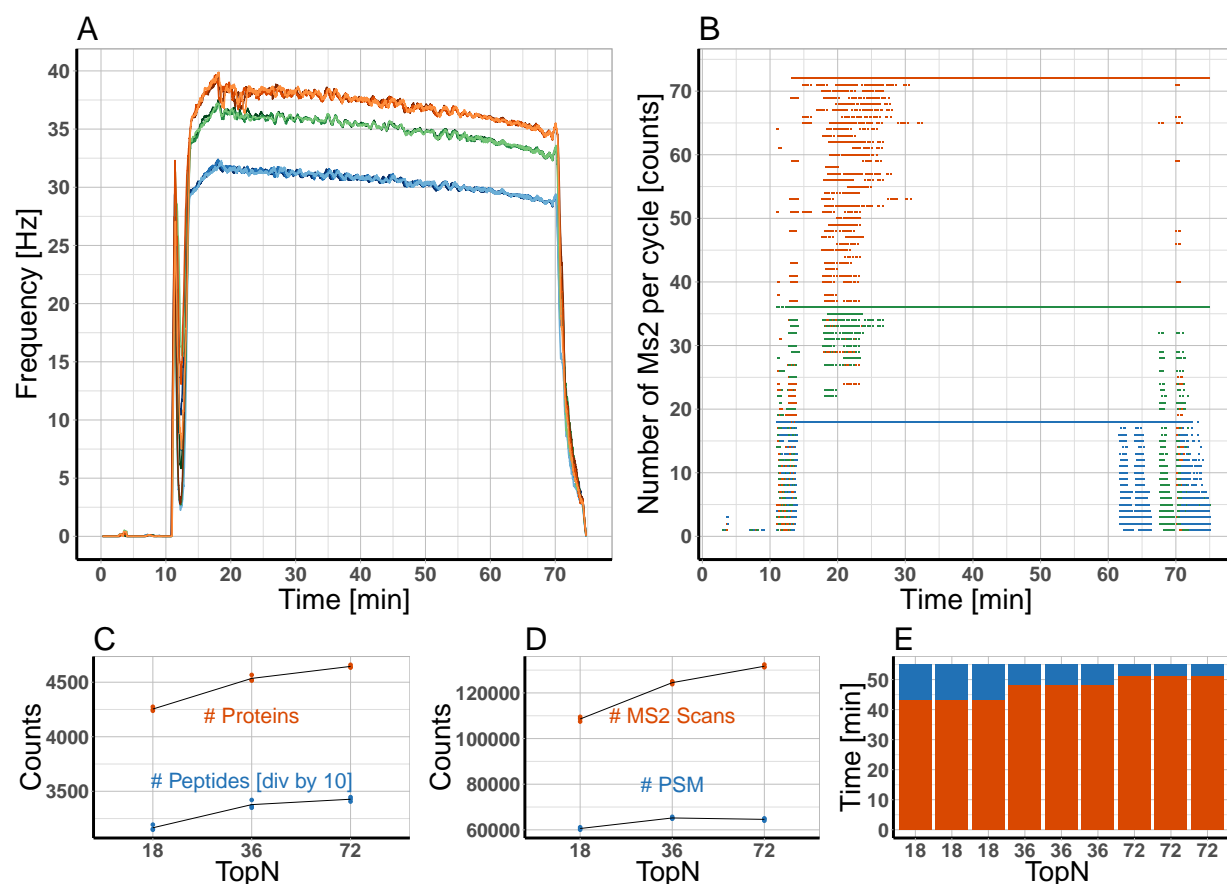 A
Frequency [Hz]
40
35
30
25
20
15
10
5
0
0 10 20 30 40 50 60 70
Time [min]
B
Number of Ms2 per cycle [counts]
70
60
50
40
30
20
10
0
0 10 20 30 40 50 60 70
Time [min]
C
Counts
4500
4250
3500
# Proteins
# Peptides [div by 10]
18 36 72
TopN
D
Counts
120000
100000
80000
60000
# MS2 Scans
# PSM
18 36 72
TopN
E
Time [min]
50
40
30
20
10
0
18 18 18 36 36 36 72 72 72
TopN